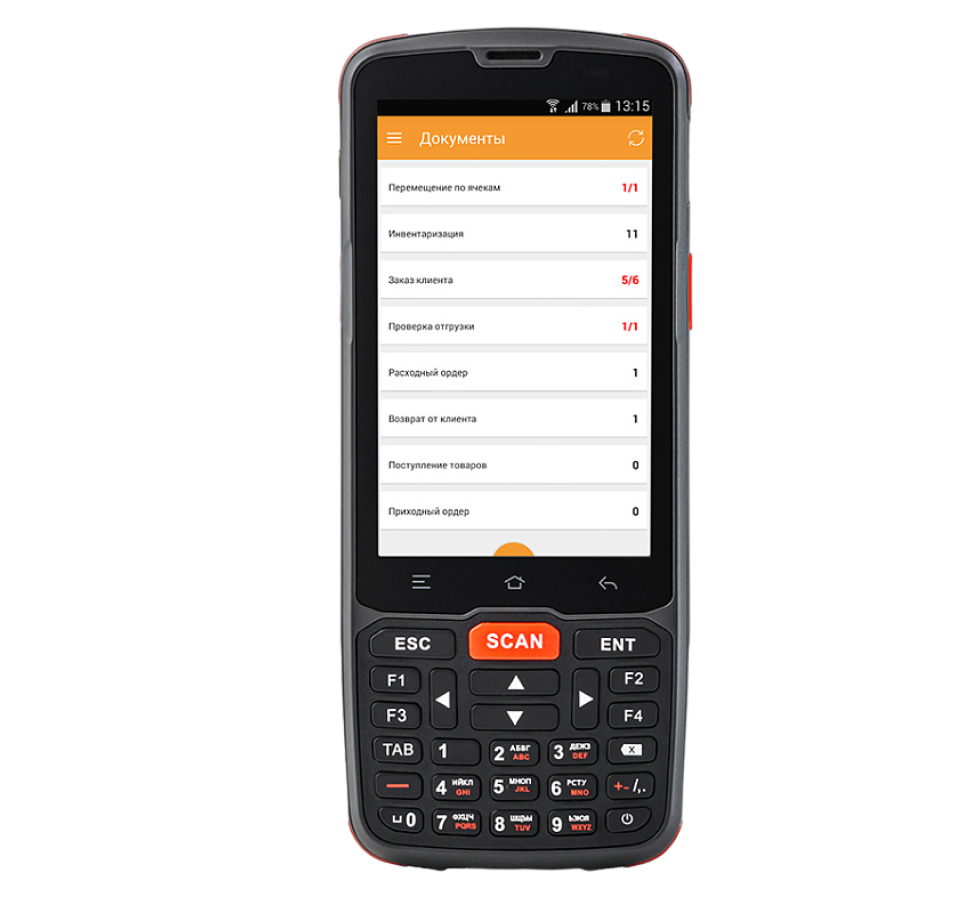 78% 13:15
Документы
Перемещение по ячекам 1/1
Инвентаризация 11
Заказ клиента 5/6
Проверка отгрузки 1/1
Расходный ордер 1
Возврат от клиента 1
Поступление товаров 0
Приходный ордер 0
ESC SCAN ENT
F1 F2
F3 F4
TAB 1 2 АБВГ ABC 3 ДЕЖЗ DEF X
4 ИЙКЛ GHI 5 МНОП JKL 6 РСТУ MNO +- /,.
0 7 ФХЦЧ PQRS 8 ШЩЪЫ TUV 9 ЬЭЮЯ WXYZ